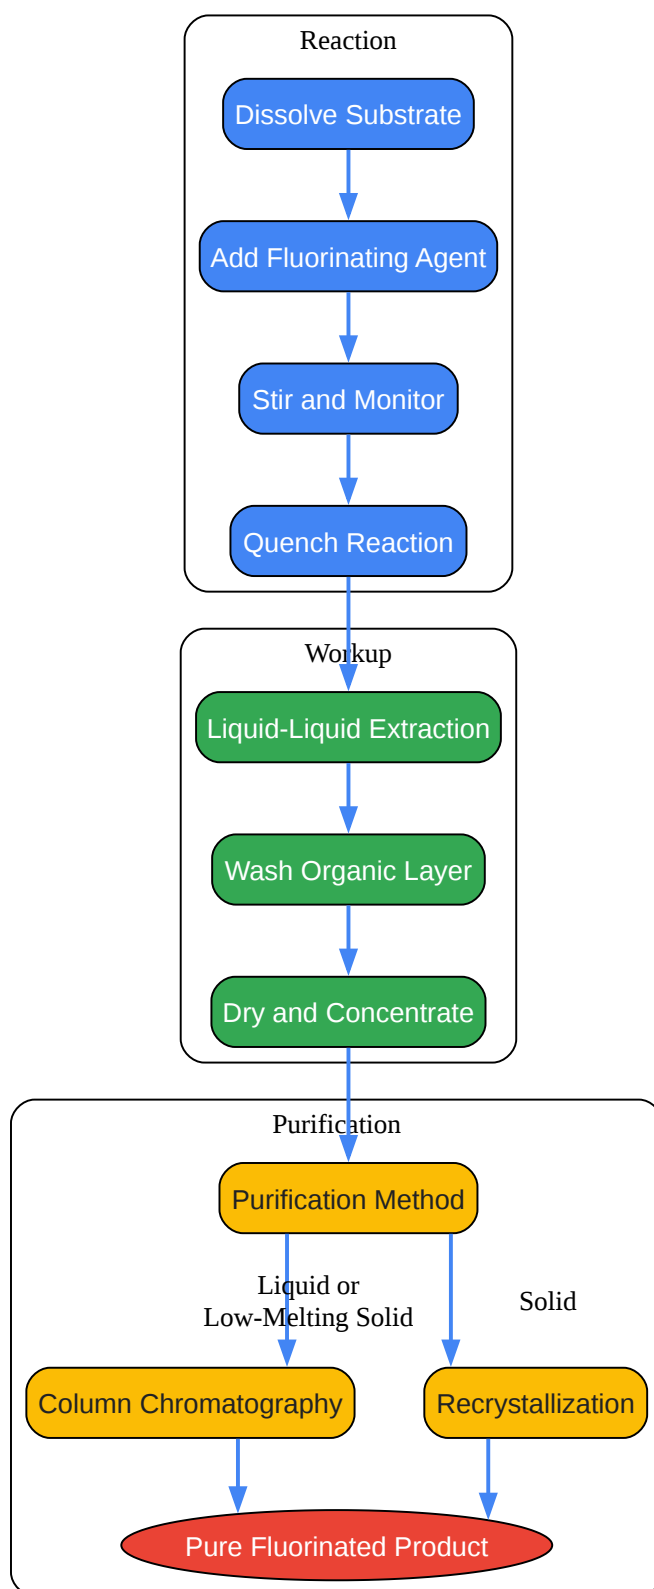 Reaction
Dissolve Substrate
Add Fluorinating Agent
Stir and Monitor
Quench Reaction
Workup
Liquid-Liquid Extraction
Wash Organic Layer
Dry and Concentrate
Purification
Purification Method
Liquid or
Low-Melting Solid
Solid
Column Chromatography
Recrystallization
Pure Fluorinated Product